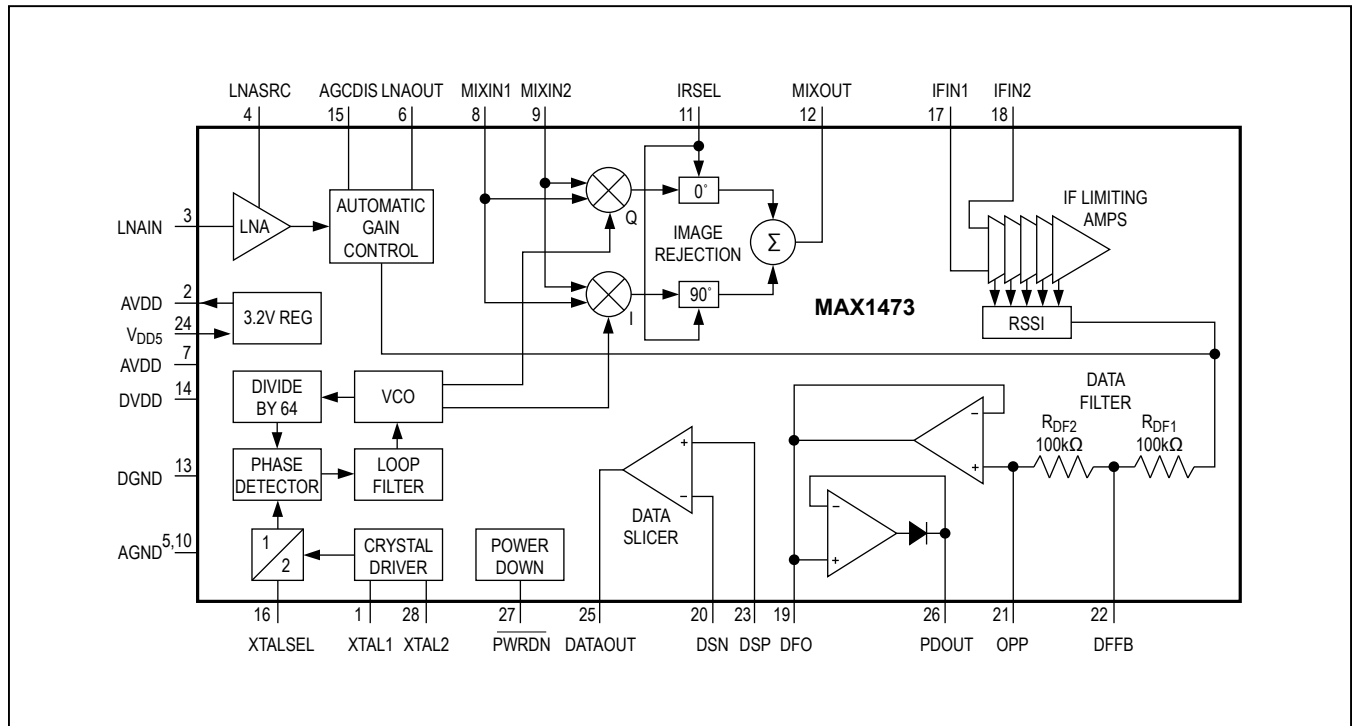 LNASRC AGCDIS LNAOUT MIXIN1 MIXIN2 IRSEL MIXOUT IFIN1 IFIN2
4 15 6 8 9 11 12 17 18
LNAIN 3
LNA
AUTOMATIC
GAIN
CONTROL
Q
0˚
IMAGE
REJECTION
Σ
I
90˚
MAX1473
IF LIMITING
AMPS
RSSI
AVDD 2
VDD5 24
3.2V REG
AVDD 7
DVDD 14
DIVIDE
BY 64
VCO
DGND 13
PHASE
DETECTOR
LOOP
FILTER
AGND 5,10
1
2
CRYSTAL
DRIVER
POWER
DOWN
+
−
DATA
SLICER
−
+
−
+
DATA
FILTER
RDF2
100kΩ
RDF1
100kΩ
16 1 28 27 25 20 23 19 26 21 22
XTALSEL XTAL1 XTAL2 PWRDN DATAOUT DSN DSP DFO PDOUT OPP DFFB